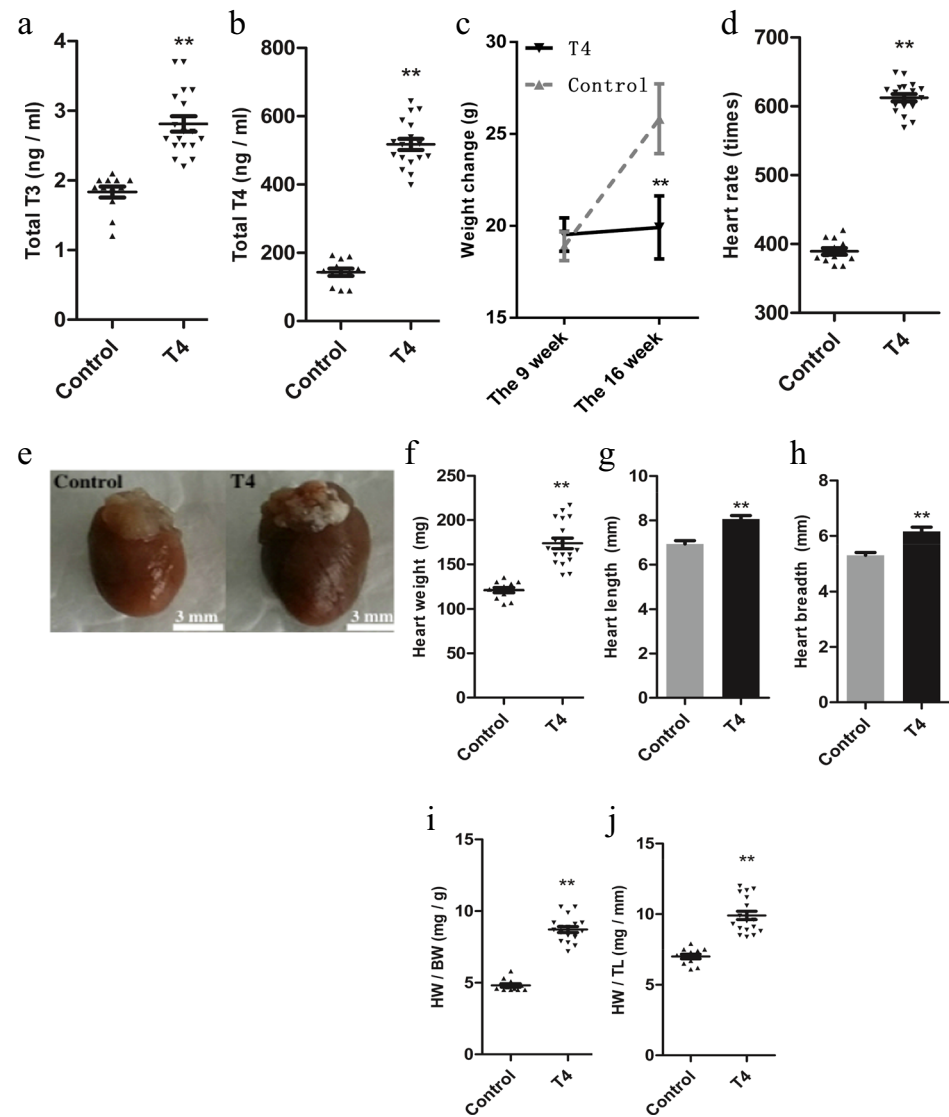 a
4
3
2
1
0
Total T3 (ng / ml)
**
Control
T4
b
800
600
400
200
0
Total T4 (ng / ml)
**
Control
T4
c
30
25
20
15
Weight change (g)
T4
Control
**
The 9 week
The 16 week
d
700
600
500
400
300
Heart rate (times)
**
Control
T4
e
Control
T4
3 mm
3 mm
f
250
200
150
100
50
0
Heart weight (mg)
**
Control
T4
g
10
8
6
4
2
0
Heart length (mm)
**
Control
T4
h
8
6
4
2
0
Heart breadth (mm)
**
Control
T4
i
15
10
5
0
HW / BW (mg / g)
**
Control
T4
j
15
10
5
0
HW / TL (mg / mm)
**
Control
T4